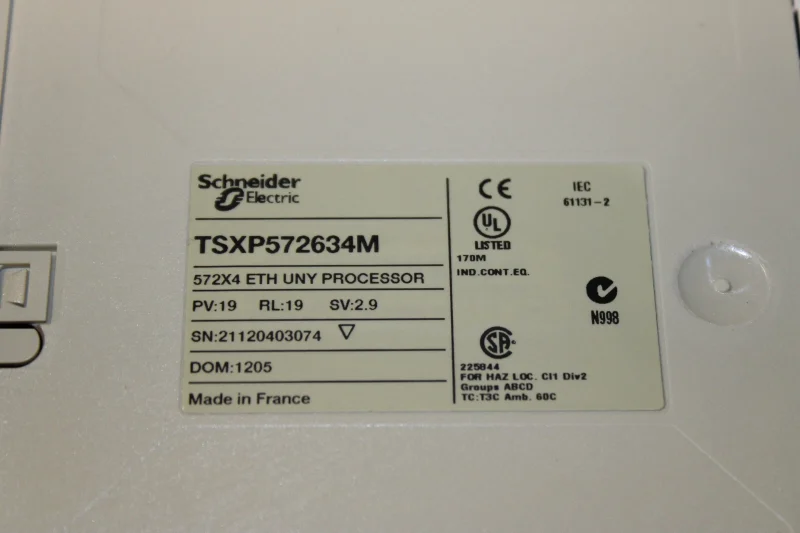 Schneider
Electric
TSXP572634M
572X4 ETH UNY PROCESSOR
PV:19 RL:19 SV:2.9
SN:21120403074
DOM:1205
Made in France
CE
IEC
61131-2
UL
LISTED
170M
IND.CONT.EQ.
N998
SA
225844
FOR HAZ LOC. Cl1 Div2
Groups ABCD
TC:T3C Amb. 60C